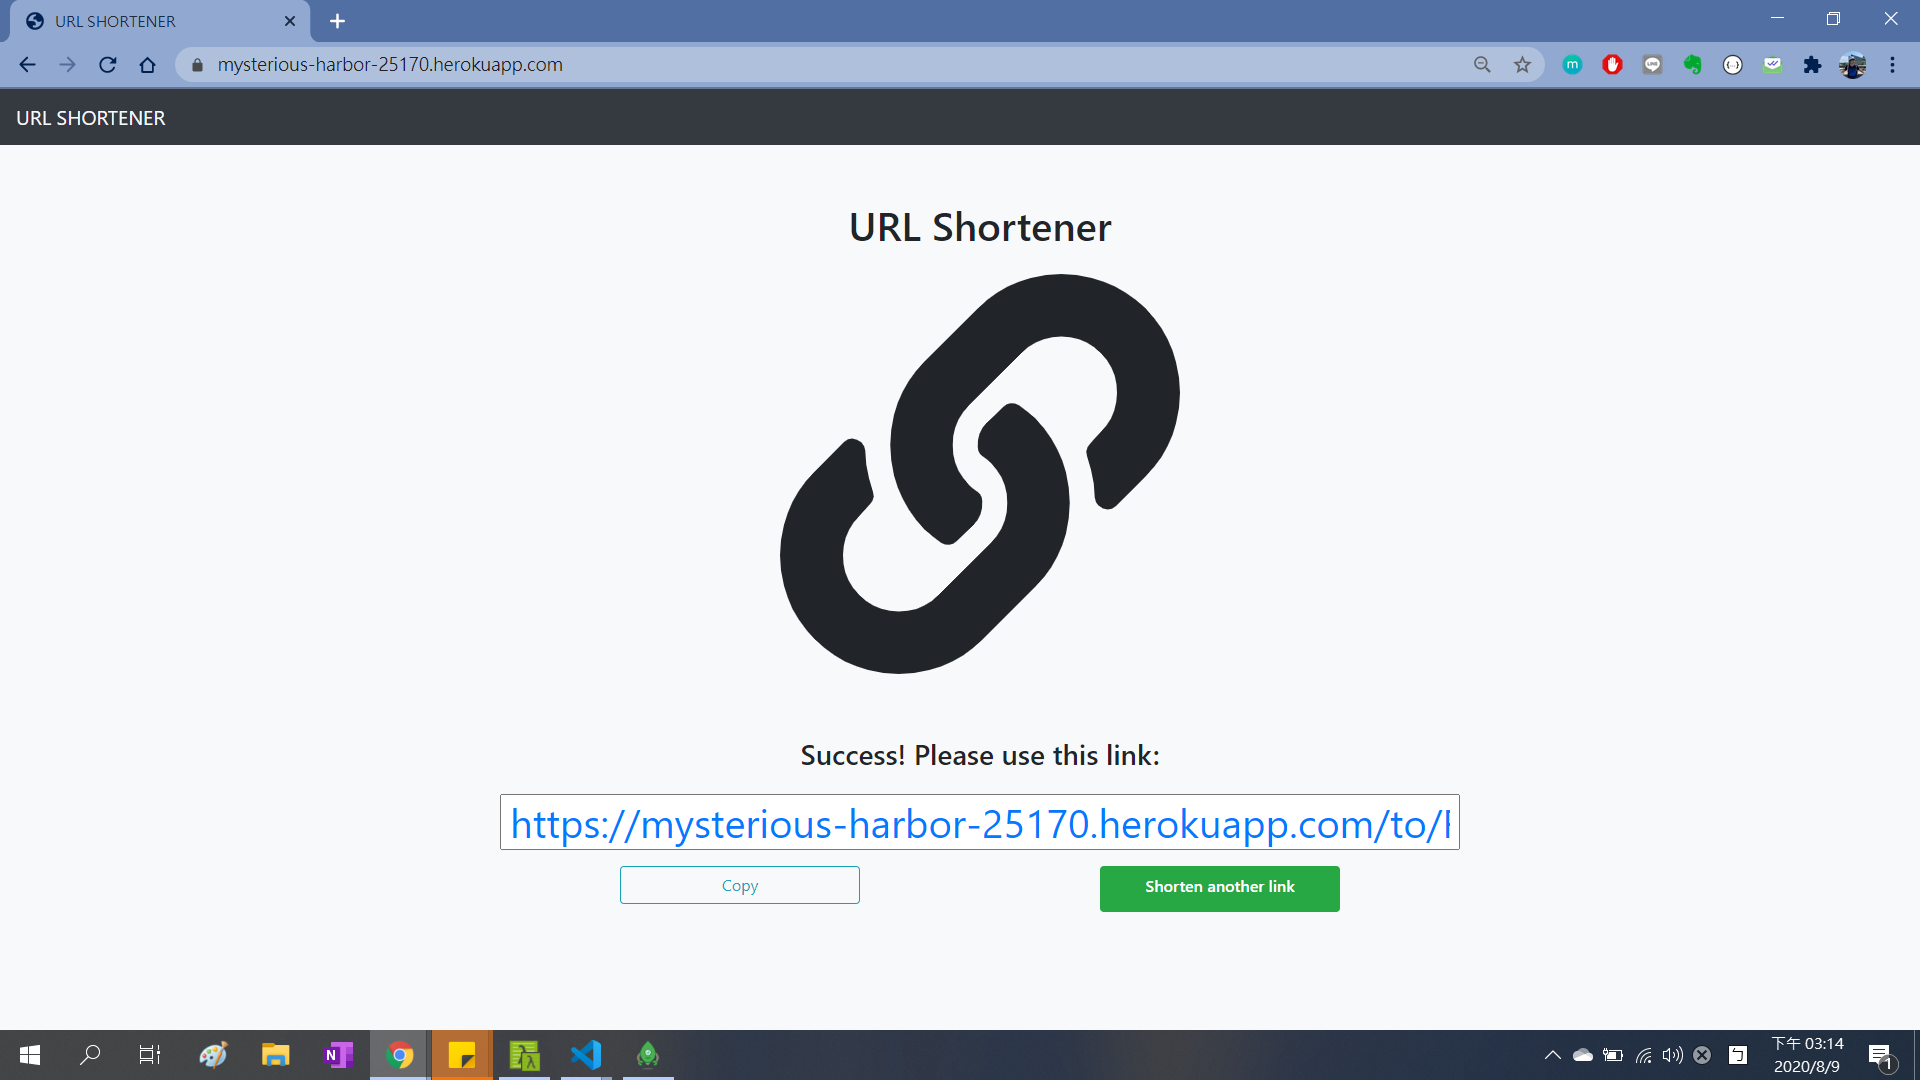 URL SHORTENER
mysterious-harbor-25170.herokuapp.com
URL SHORTENER
URL Shortener
Success! Please use this link:
https://mysterious-harbor-25170.herokuapp.com/to/
Copy
Shorten another link
下午 03:14
2020/8/9
1